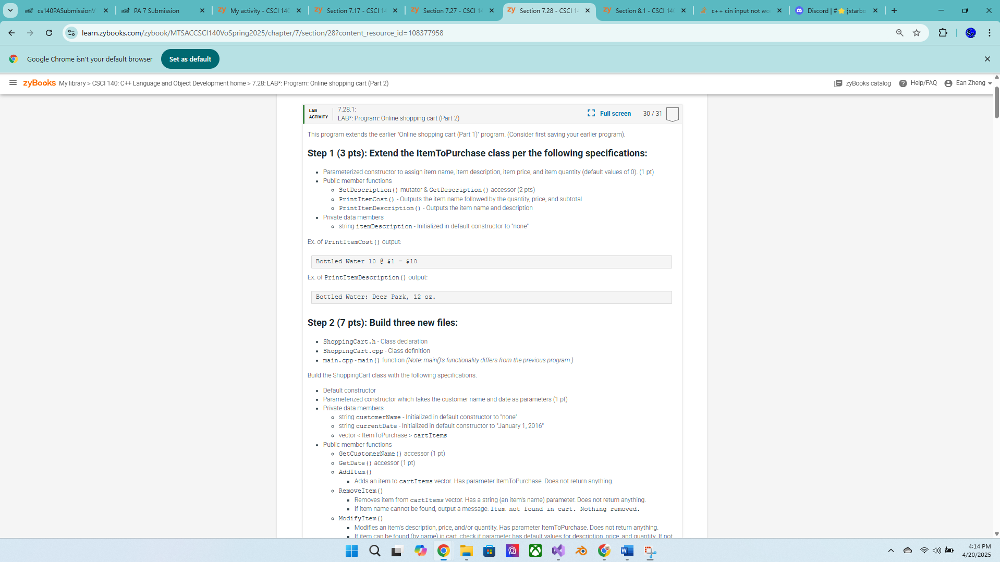 cs140PASubmissionV
PA 7 Submission
My activity - CSCI 140
Section 7.17 - CSCI 14
Section 7.27 - CSCI 14
Section 7.28 - CSCI 14
Section 8.1 - CSCI 140
c++ cin input not wo
Discord | #⭐┋starbo
learn.zybooks.com/zybook/MTSACCSCI140VoSpring2025/chapter/7/section/28?content_resource_id=108377958
Google Chrome isn't your default browser
Set as default
zyBooks My library > CSCI 140: C++ Language and Object Development home > 7.28: LAB*: Program: Online shopping cart (Part 2)
zyBooks catalog
Help/FAQ
Ean Zheng
LAB
ACTIVITY
7.28.1:
LAB*: Program: Online shopping cart (Part 2)
Full screen
30 / 31
This program extends the earlier "Online shopping cart (Part 1)" program. (Consider first saving your earlier program).
Step 1 (3 pts): Extend the ItemToPurchase class per the following specifications:
Parameterized constructor to assign item name, item description, item price, and item quantity (default values of 0). (1 pt)
Public member functions
SetDescription() mutator & GetDescription() accessor (2 pts)
PrintItemCost() - Outputs the item name followed by the quantity, price, and subtotal
PrintItemDescription() - Outputs the item name and description
Private data members
string itemDescription - Initialized in default constructor to "none"
Ex. of PrintItemCost() output:
Bottled Water 10 @ $1 = $10
Ex. of PrintItemDescription() output:
Bottled Water: Deer Park, 12 oz.
Step 2 (7 pts): Build three new files:
ShoppingCart.h - Class declaration
ShoppingCart.cpp - Class definition
main.cpp - main() function (Note: main()'s functionality differs from the previous program.)
Build the ShoppingCart class with the following specifications.
Default constructor
Parameterized constructor which takes the customer name and date as parameters (1 pt)
Private data members
string customerName - Initialized in default constructor to "none"
string currentDate - Initialized in default constructor to "January 1, 2016"
vector < ItemToPurchase > cartItems
Public member functions
GetCustomerName() accessor (1 pt)
GetDate() accessor (1 pt)
AddItem()
Adds an item to cartItems vector. Has parameter ItemToPurchase. Does not return anything.
RemoveItem()
Removes item from cartItems vector. Has a string (an item's name) parameter. Does not return anything.
If item name cannot be found, output a message: Item not found in cart. Nothing removed.
ModifyItem()
Modifies an item's description, price, and/or quantity. Has parameter ItemToPurchase. Does not return anything.
If item can be found (by name) in cart, check if parameter has default values for description, price, and quantity. If not
4:14 PM
4/20/2025